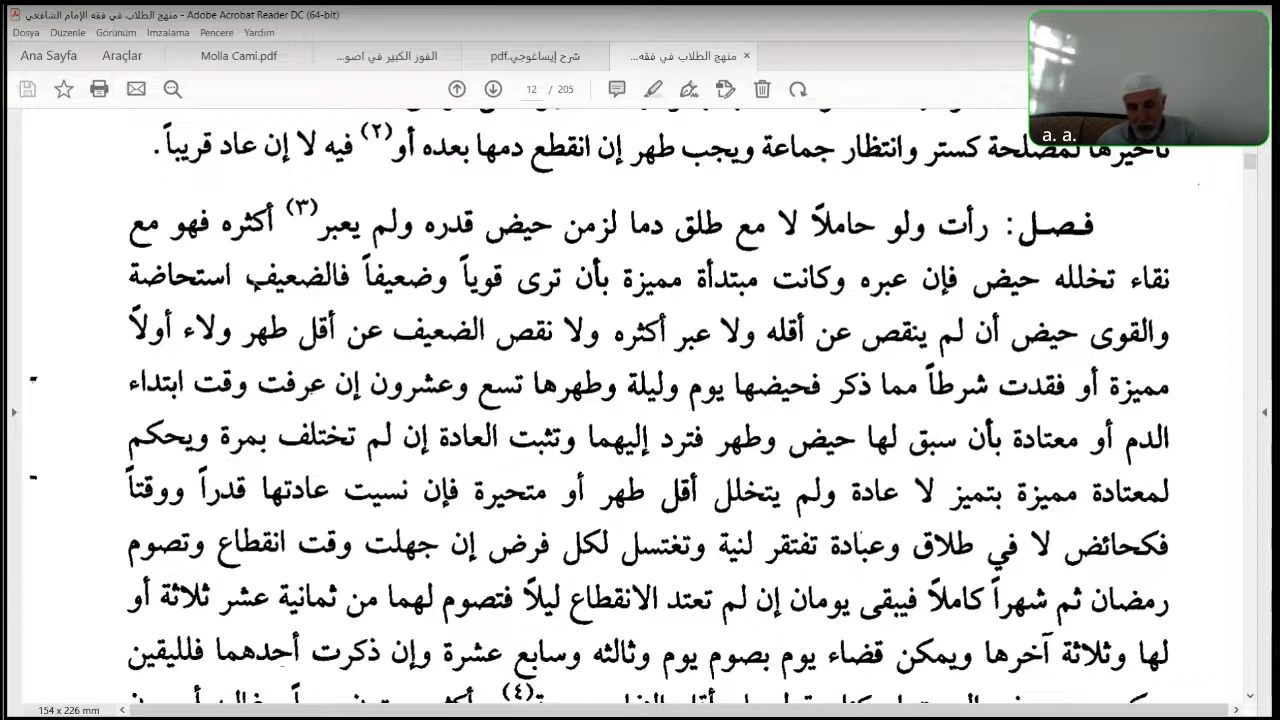 منهج الطلاب في فقه الإمام الشافعي - Adobe Acrobat Reader DC (64-bit)
Dosya Düzenle Görünüm Imzalama Pencere Yardım
Ana Sayfa Araçlar Molla Cami.pdf الفوز الكبير في اصو... شرح إيساغوجي.pdf منهج الطلاب في فقه... ×
12 / 205
a. a.
تأخيرها لمصلحة كستر وانتظار جماعة ويجب طهر إن انقطع دمها بعده أو(٢) فيه لا إن عاد قريباً.
فـصـل: رأت ولو حاملاً لا مع طلق دما لزمن حيض قدره ولم يعبر(٣) أكثره فهو مع
نقاء تخلله حيض فإن عبره وكانت مبتدأة مميزة بأن ترى قوياً وضعيفاً فالضعيف استحاضة
والقوى حيض أن لم ينقص عن أقله ولا عبر أكثره ولا نقص الضعيف عن أقل طهر ولاء أولاً
مميزة أو فقدت شرطاً مما ذكر فحيضها يوم وليلة وطهرها تسع وعشرون إن عرفت وقت ابتداء
الدم أو معتادة بأن سبق لها حيض وطهر فترد إليهما وتثبت العادة إن لم تختلف بمرة ويحكم
لمعتادة مميزة بتميز لا عادة ولم يتخلل أقل طهر أو متحيرة فإن نسيت عادتها قدراً ووقتاً
فكحائض لا في طلاق وعبادة تفتقر لنية وتغتسل لكل فرض إن جهلت وقت انقطاع وتصوم
رمضان ثم شهراً كاملاً فيبقى يومان إن لم تعتد الانقطاع ليلاً فتصوم لهما من ثمانية عشر ثلاثة أو
لها وثلاثة آخرها ويمكن قضاء يوم بصوم يوم وثالثه وسابع عشرة وإن ذكرت أحدهما فلليقين
154 x 226 mm